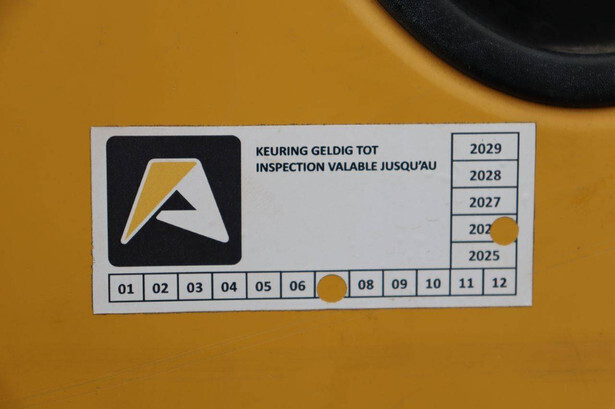 KEURING GELDIG TOT
INSPECTION VALABLE JUSQU'AU
2029
2028
2027
2025
01 02 03 04 05 06 08 09 10 11 12